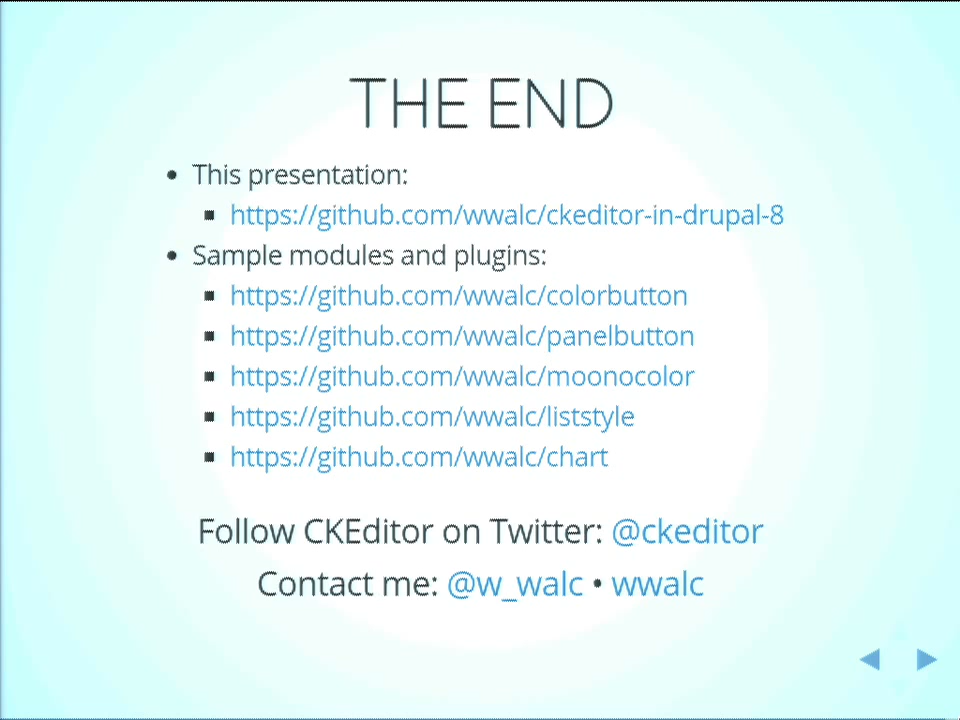 THE END
• This presentation:
▪ https://github.com/wwalc/ckeditor-in-drupal-8
• Sample modules and plugins:
▪ https://github.com/wwalc/colorbutton
▪ https://github.com/wwalc/panelbutton
▪ https://github.com/wwalc/moonocolor
▪ https://github.com/wwalc/liststyle
▪ https://github.com/wwalc/chart
Follow CKEditor on Twitter: @ckeditor
Contact me: @w_walc • wwalc